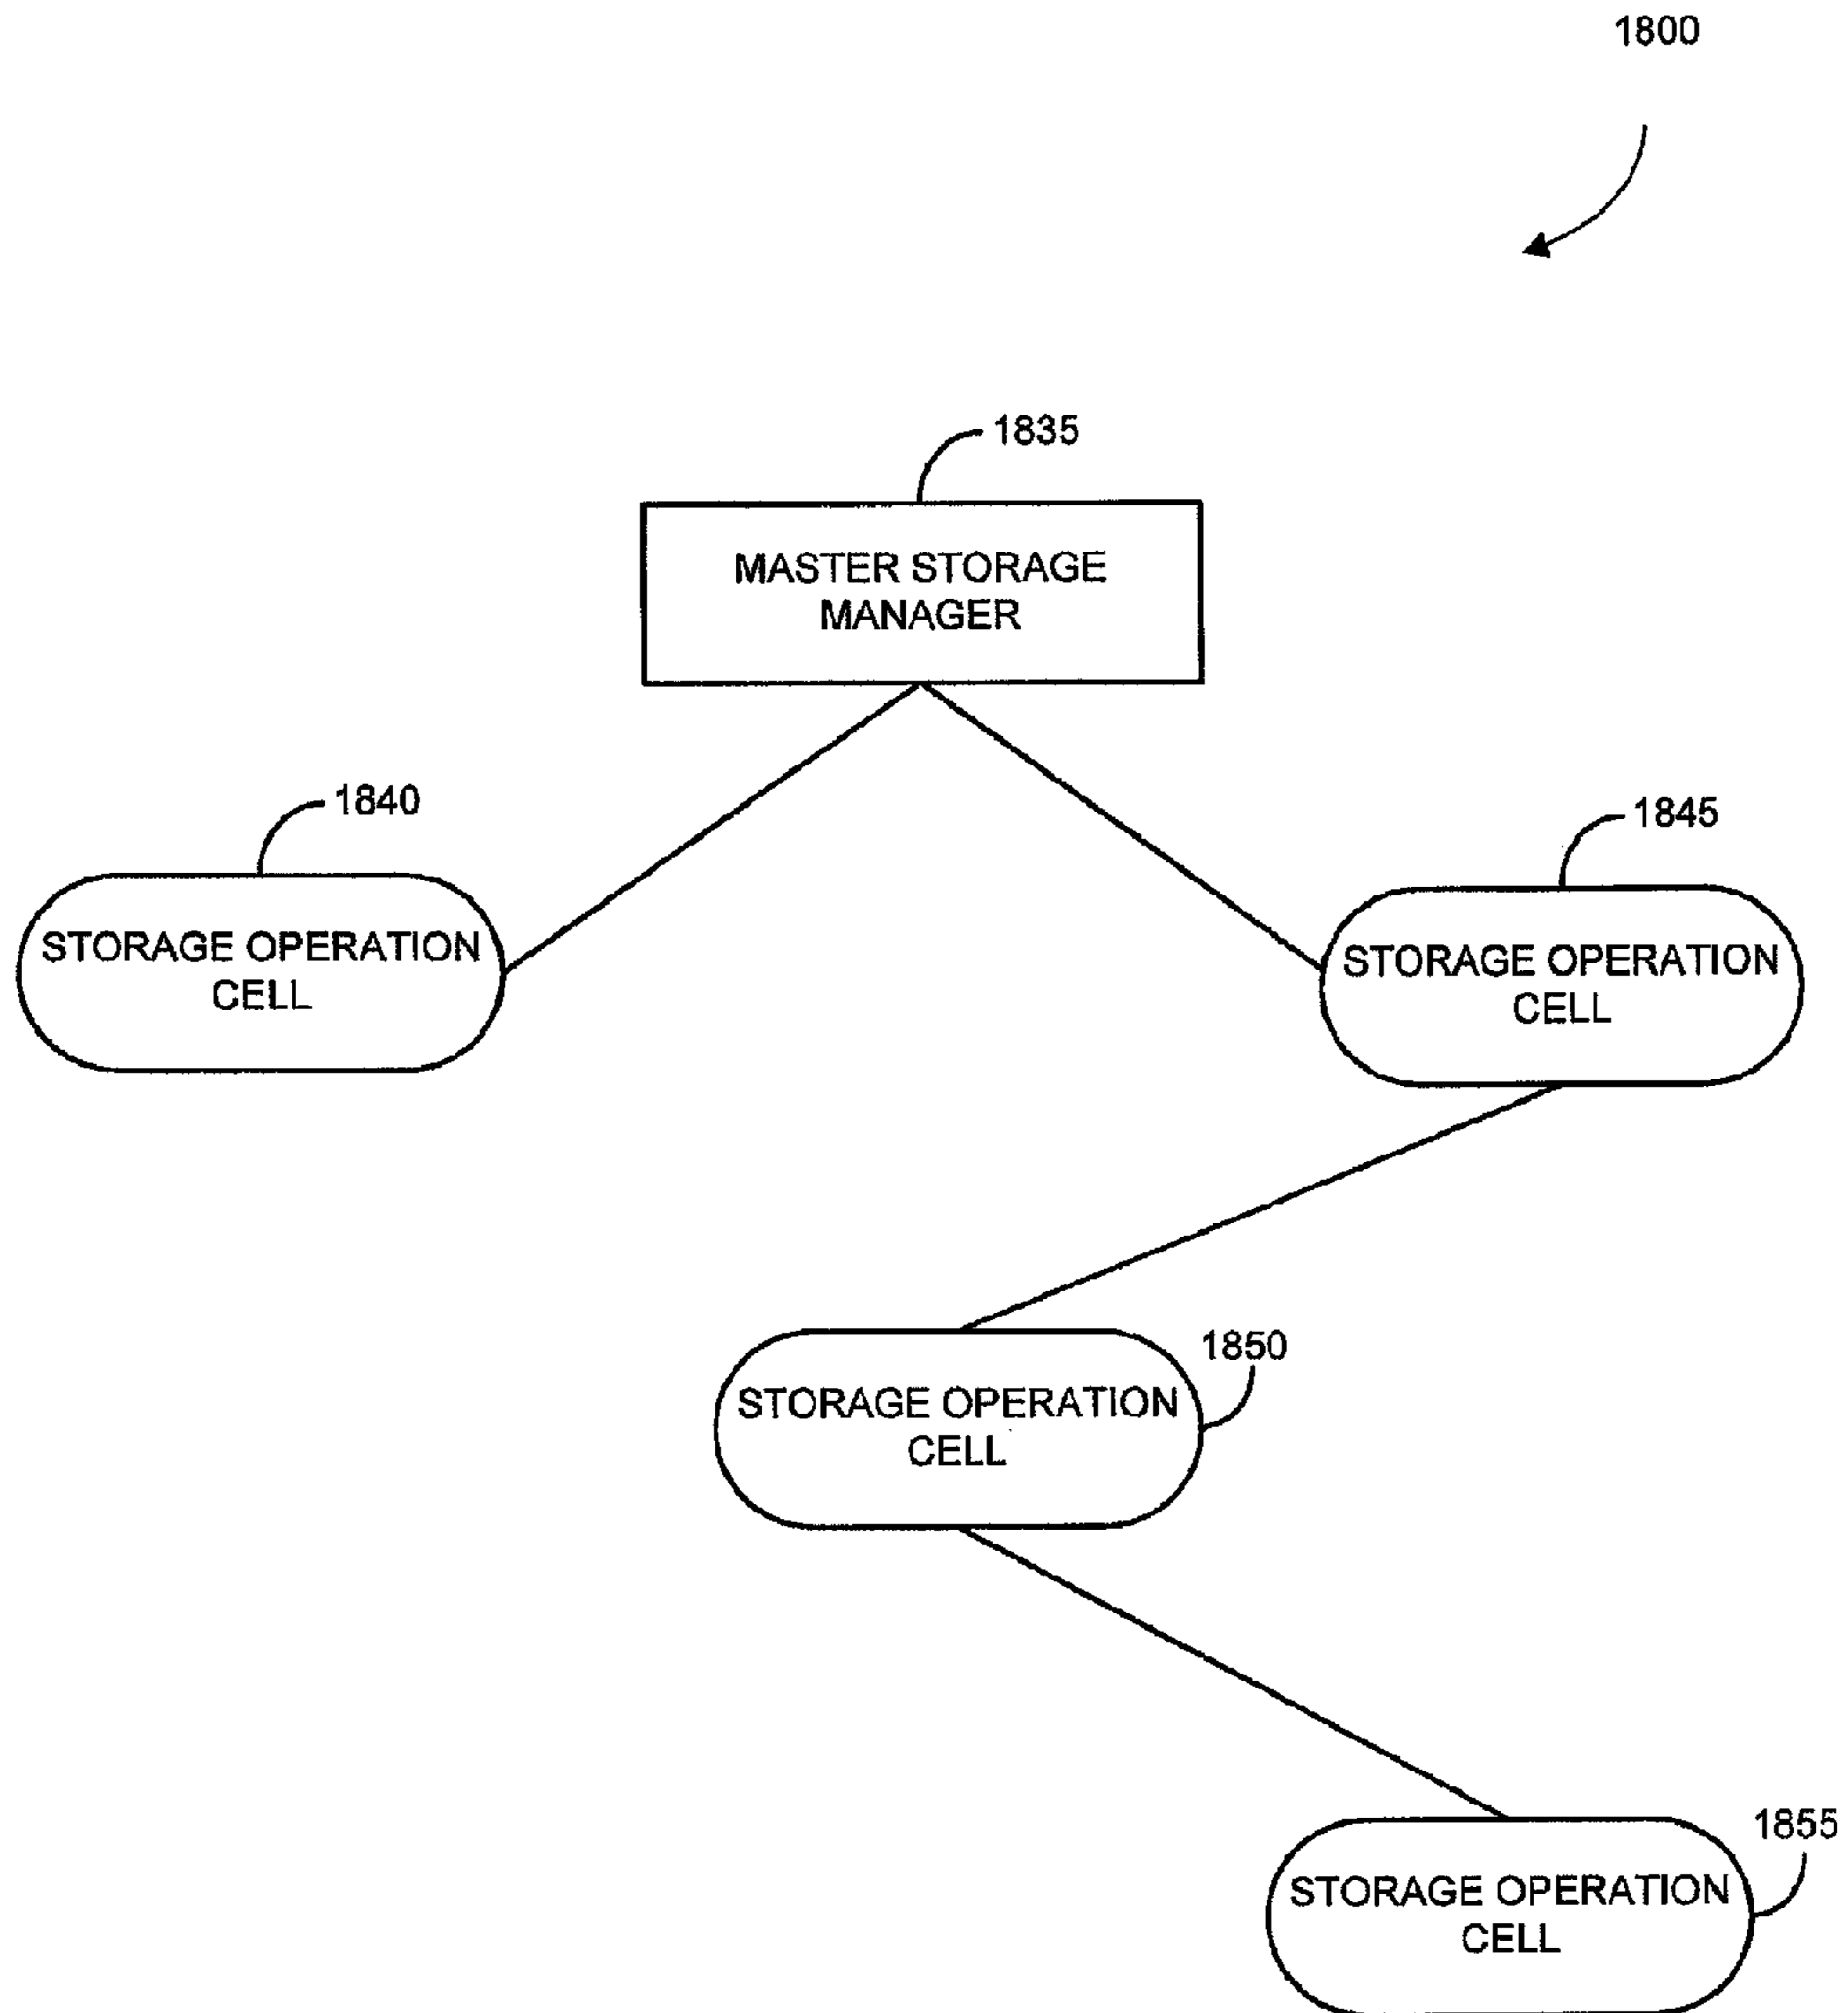 1800
1835
MASTER STORAGE
MANAGER
1840
1845
STORAGE OPERATION
CELL
STORAGE OPERATION
CELL
1850
STORAGE OPERATION
CELL
1855
STORAGE OPERATION
CELL